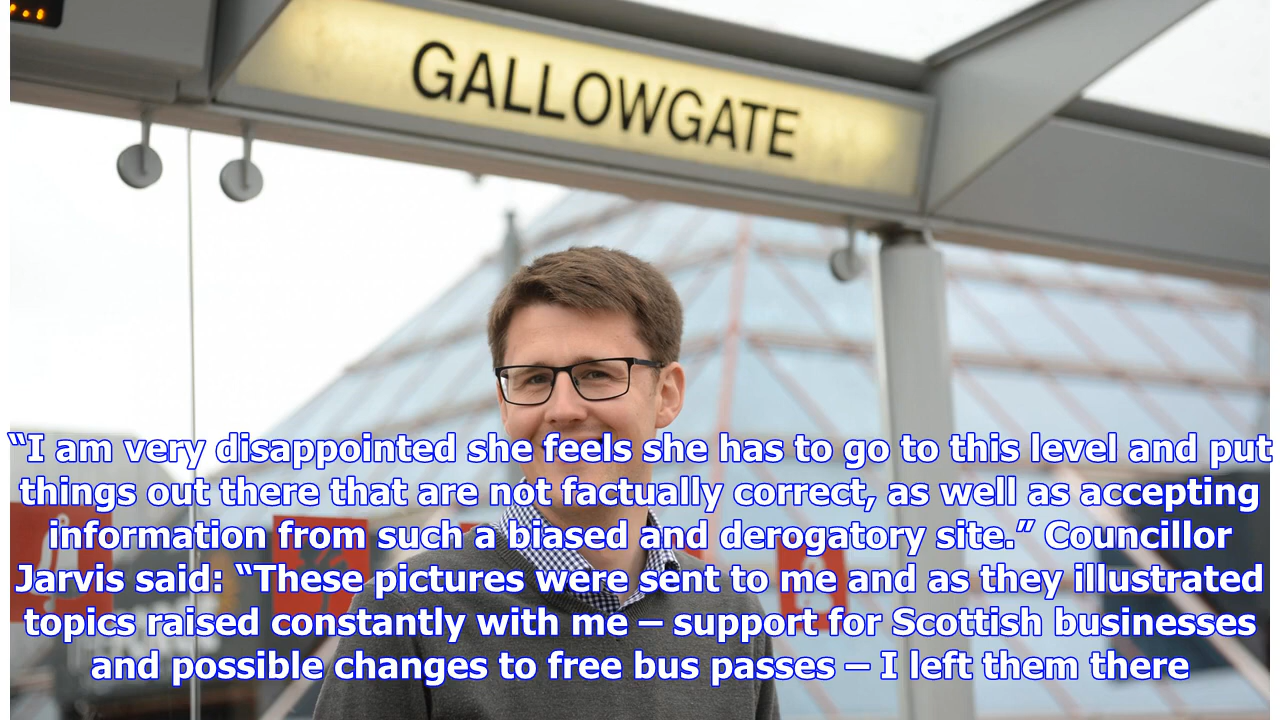 GALLOWGATE
“I am very disappointed she feels she has to go to this level and put
things out there that are not factually correct, as well as accepting
information from such a biased and derogatory site.” Councillor
Jarvis said: “These pictures were sent to me and as they illustrated
topics raised constantly with me – support for Scottish businesses
and possible changes to free bus passes – I left them there